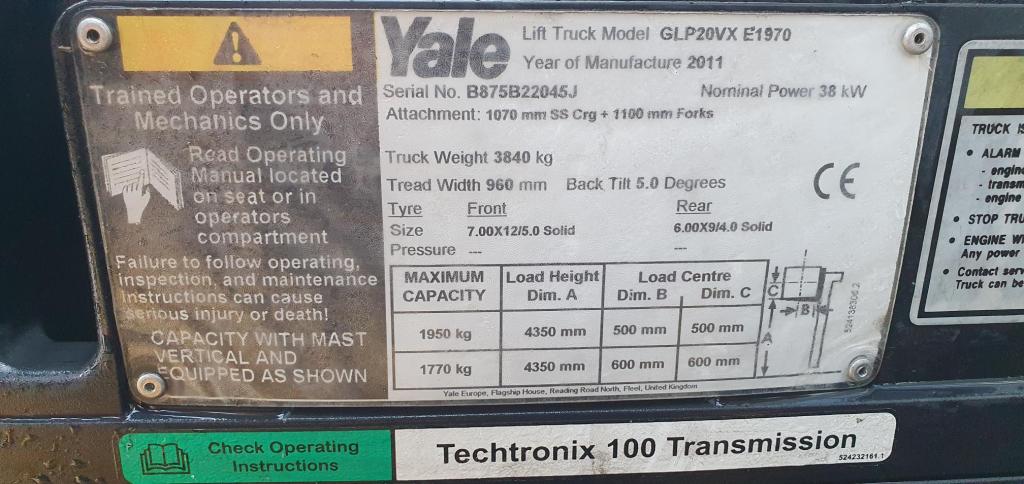 Trained Operators and
Mechanics Only
Read Operating
Manual located
on seat or in
operators
compartment
Failure to follow operating,
inspection, and maintenance
instructions can cause
serious injury or death!
CAPACITY WITH MAST
VERTICAL AND
EQUIPPED AS SHOWN
Yale
Lift Truck Model GLP20VX E1970
Year of Manufacture 2011
Serial No. B875B22045J Nominal Power 38 kW
Attachment: 1070 mm SS Crg + 1100 mm Forks
Truck Weight 3840 kg
Tread Width 960 mm Back Tilt 5.0 Degrees
CE
Tyre Front Rear
Size 7.00X12/5.0 Solid 6.00X9/4.0 Solid
Pressure --- ---
MAXIMUM Load Height Load Centre
CAPACITY Dim. A Dim. B Dim. C
1950 kg 4350 mm 500 mm 500 mm
1770 kg 4350 mm 600 mm 600 mm
C
B
A
Yale Europe, Flagship House, Reading Road North, Fleet, United Kingdom
Check Operating
Instructions
Techtronix 100 Transmission
524232161.1
TRUCK
• ALARM
- engine
-
- engine
• STOP
• ENGINE
Any power
• Contact
Truck can be